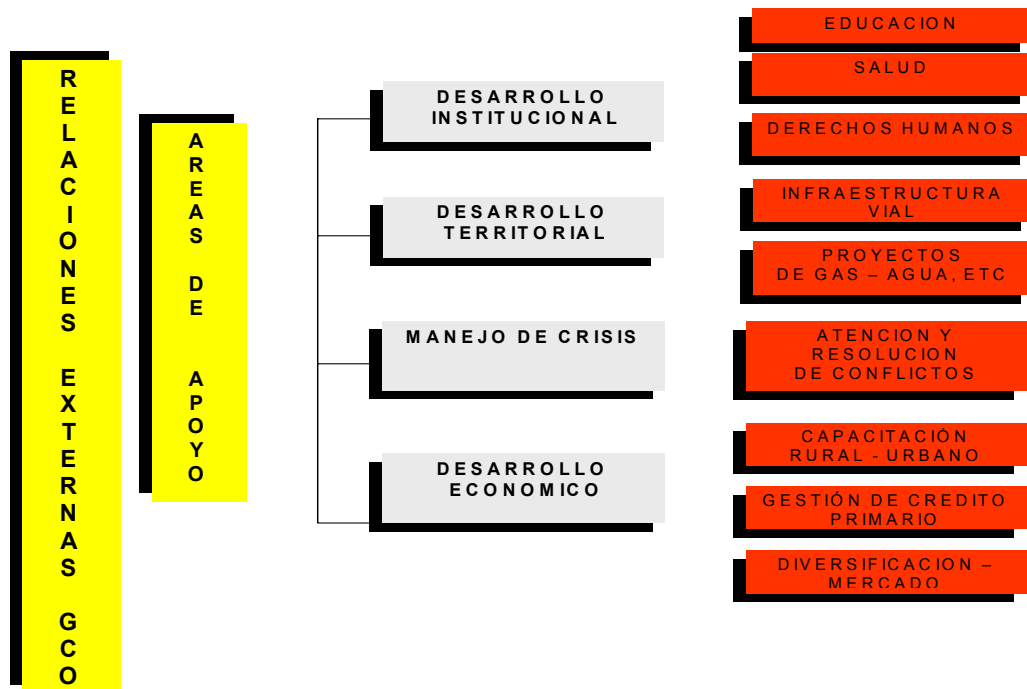 RELACIONES EXTERNAS GCO
AREAS DE APOYO
DESARROLLO
INSTITUCIONAL
DESARROLLO
TERRITORIAL
MANEJO DE CRISIS
DESARROLLO
ECONOMICO
EDUCACION
SALUD
DERECHOS HUMANOS
INFRAESTRUCTURA
VIAL
PROYECTOS
DE GAS – AGUA, ETC
ATENCION Y
RESOLUCION
DE CONFLICTOS
CAPACITACIÓN
RURAL - URBANO
GESTIÓN DE CREDITO
PRIMARIO
DIVERSIFICACION –
MERCADO